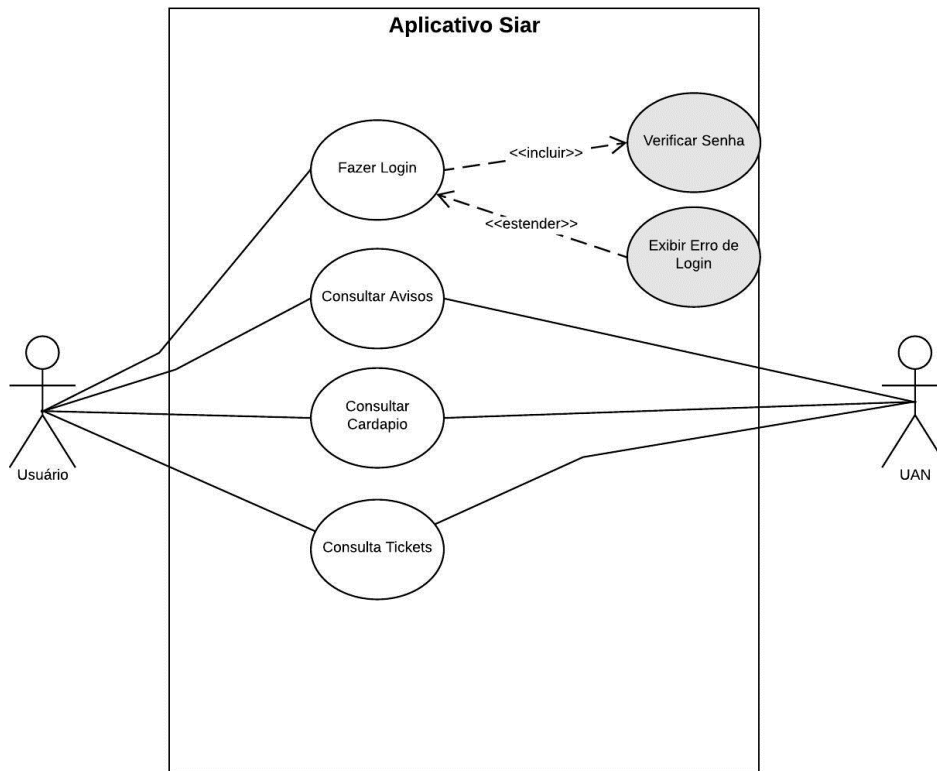 Aplicativo Siar
Fazer Login
<<incluir>>
Verificar Senha
<<estender>>
Exibir Erro de
Login
Consultar Avisos
Consultar
Cardapio
Consulta Tickets
Usuário
UAN